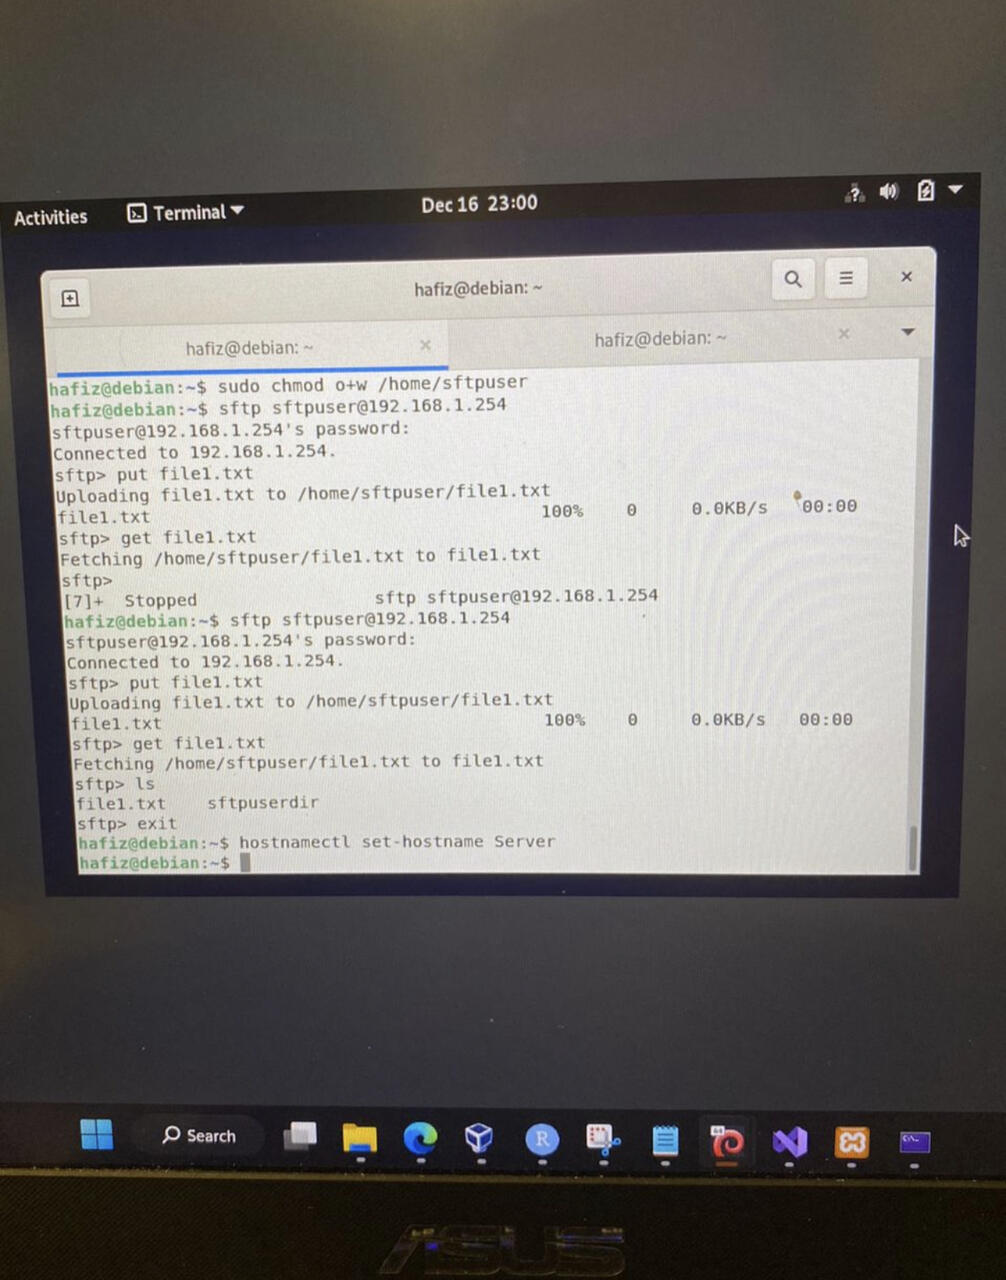 Activities
Terminal
Dec 16 23:00
?
hafiz@debian: ~
hafiz@debian: ~
hafiz@debian: ~
hafiz@debian:~$ sudo chmod o+w /home/sftpuser
hafiz@debian:~$ sftp sftpuser@192.168.1.254
sftpuser@192.168.1.254's password:
Connected to 192.168.1.254.
sftp> put file1.txt
Uploading file1.txt to /home/sftpuser/file1.txt
file1.txt 100% 0 0.0KB/s 00:00
sftp> get file1.txt
Fetching /home/sftpuser/file1.txt to file1.txt
sftp>
[7]+ Stopped sftp sftpuser@192.168.1.254
hafiz@debian:~$ sftp sftpuser@192.168.1.254
sftpuser@192.168.1.254's password:
Connected to 192.168.1.254.
sftp> put file1.txt
Uploading file1.txt to /home/sftpuser/file1.txt
file1.txt 100% 0 0.0KB/s 00:00
sftp> get file1.txt
Fetching /home/sftpuser/file1.txt to file1.txt
sftp> ls
file1.txt sftpuserdir
sftp> exit
hafiz@debian:~$ hostnamectl set-hostname Server
hafiz@debian:~$
Search
R
64
ASUS